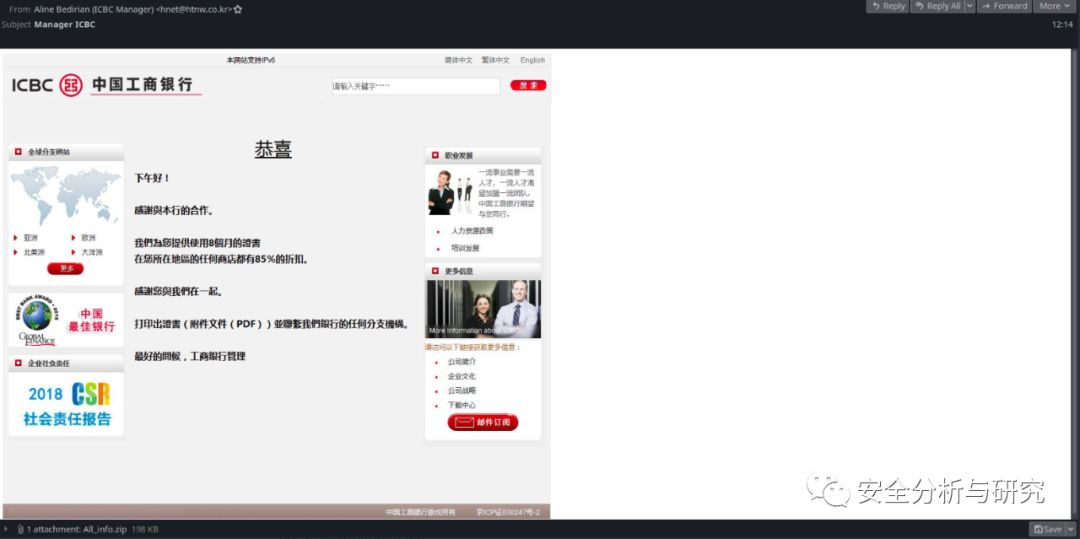 From Aline Bedirian (ICBC Manager) <hnet@htnw.co.kr>
Reply Reply All Forward More
Subject Manager ICBC
12:14
本网站支持IPv6
简体中文 繁体中文 English
ICBC 中国工商银行
请输入关键字······
搜 索
恭喜
全球分支网站
亚洲 欧洲
北美洲 大洋洲
更多
BEST BANK AWARD
GLOBAL FINANCE
中国
最佳银行
企业社会责任
2018 CSR
社会责任报告
下午好！
感謝與本行的合作。
我們為您提供使用8個月的證書
在您所在地區的任何商店都有85%的折扣。
感謝您與我們在一起。
打印出證書（附件文件（PDF））並聯繫我們銀行的任何分支機構。
最好的問候，工商銀行管理
职业发展
一流事业需要一流
人才，一流人才渴
望加盟一流团队。
中国工商银行期望
与您同行。
人力资源政策
培训发展
更多信息
More Information about ICBC
请访问以下链接获取更多信息：
公司简介
企业文化
公司战略
下载中心
邮件订阅
中国工商银行版权所有 京ICP证030247号-2
安全分析与研究
1 attachment: All_info.zip 198 KB
Save